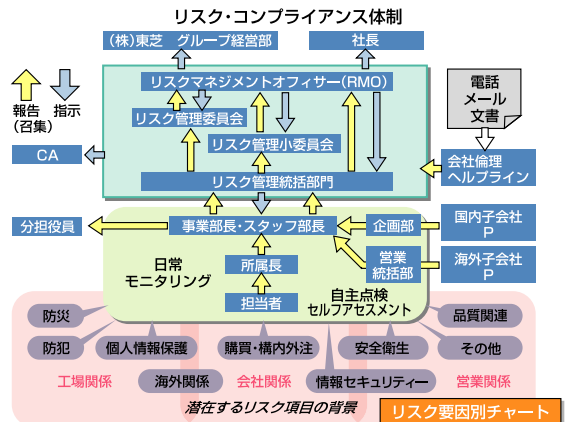 リスク・コンプライアンス体制
(株)東芝 グループ経営部
社長
リスクマネジメントオフィサー(RMO)
報告
(召集)
指示
リスク管理委員会
リスク管理小委員会
電話
メール
文書
CA
リスク管理統括部門
会社倫理
ヘルプライン
分担役員
事業部長・スタッフ部長
企画部
国内子会社
P
日常
モニタリング
所属長
営業
統括部
海外子会社
P
担当者
自主点検
セルフアセスメント
防災
品質関連
防犯
個人情報保護
購買・構内外注
安全衛生
その他
工場関係
海外関係
会社関係
情報セキュリティー
営業関係
潜在するリスク項目の背景
リスク要因別チャート